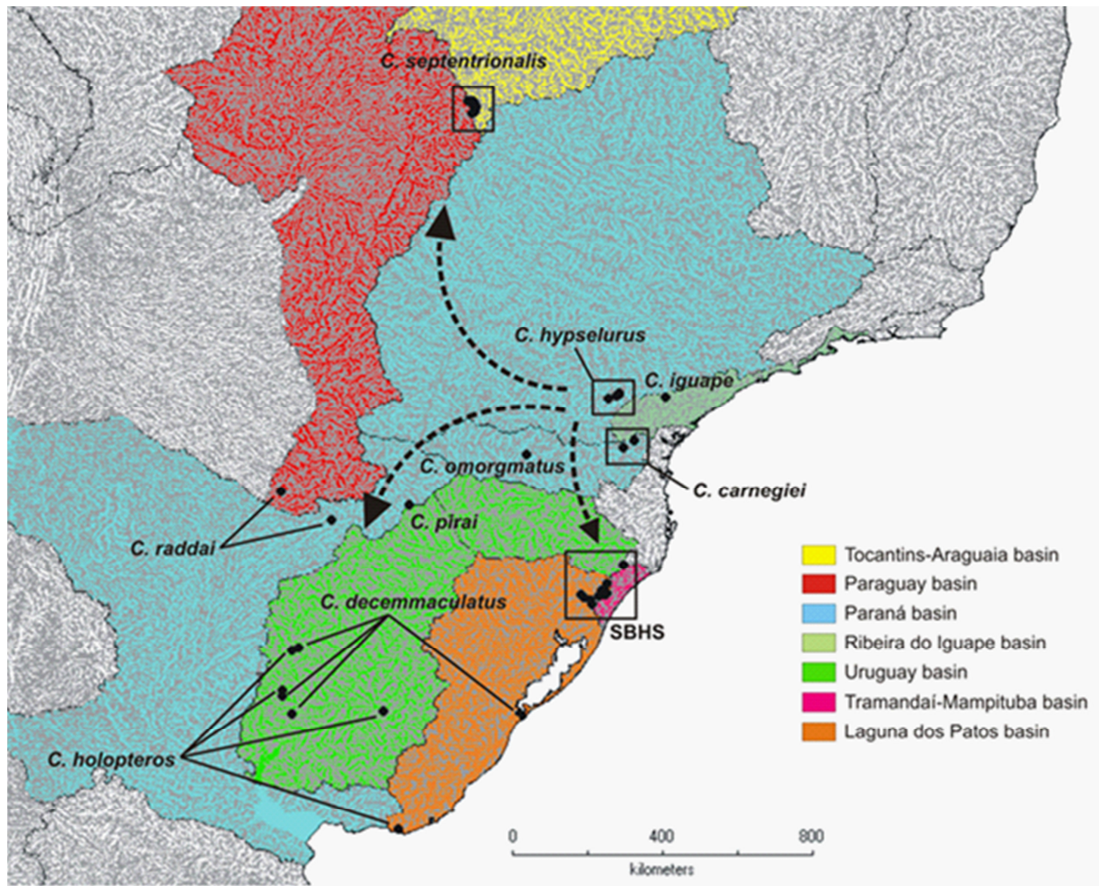 C. septentrionalis
C. hypselurus
C. iguape
C. omorgmatus
C. carnegiei
C. pirai
C. raddai
C. decemmaculatus
SBHS
C. holopteros
Tocantins-Araguaia basin
Paraguay basin
Paraná basin
Ribeira do Iguape basin
Uruguay basin
Tramandaí-Mampituba basin
Laguna dos Patos basin
0 400 800
kilometers